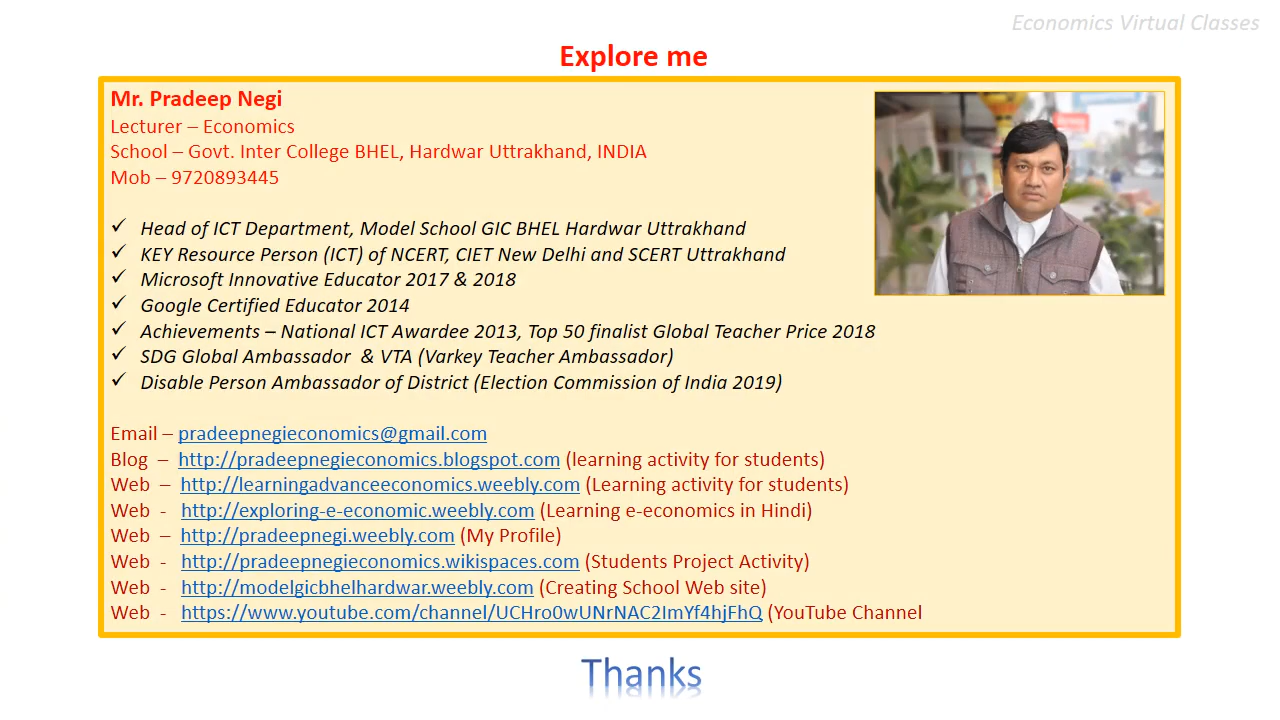 Economics Virtual Classes
Explore me
Mr. Pradeep Negi
Lecturer – Economics
School – Govt. Inter College BHEL, Hardwar Uttrakhand, INDIA
Mob – 9720893445
✓ Head of ICT Department, Model School GIC BHEL Hardwar Uttrakhand
✓ KEY Resource Person (ICT) of NCERT, CIET New Delhi and SCERT Uttrakhand
✓ Microsoft Innovative Educator 2017 & 2018
✓ Google Certified Educator 2014
✓ Achievements – National ICT Awardee 2013, Top 50 finalist Global Teacher Price 2018
✓ SDG Global Ambassador & VTA (Varkey Teacher Ambassador)
✓ Disable Person Ambassador of District (Election Commission of India 2019)
Email – pradeepnegieconomics@gmail.com
Blog – http://pradeepnegieconomics.blogspot.com (learning activity for students)
Web – http://learningadvanceeconomics.weebly.com (Learning activity for students)
Web - http://exploring-e-economic.weebly.com (Learning e-economics in Hindi)
Web – http://pradeepnegi.weebly.com (My Profile)
Web - http://pradeepnegieconomics.wikispaces.com (Students Project Activity)
Web - http://modelgicbhelhardwar.weebly.com (Creating School Web site)
Web - https://www.youtube.com/channel/UCHro0wUNrNAC2ImYf4hjFhQ (YouTube Channel
Thanks